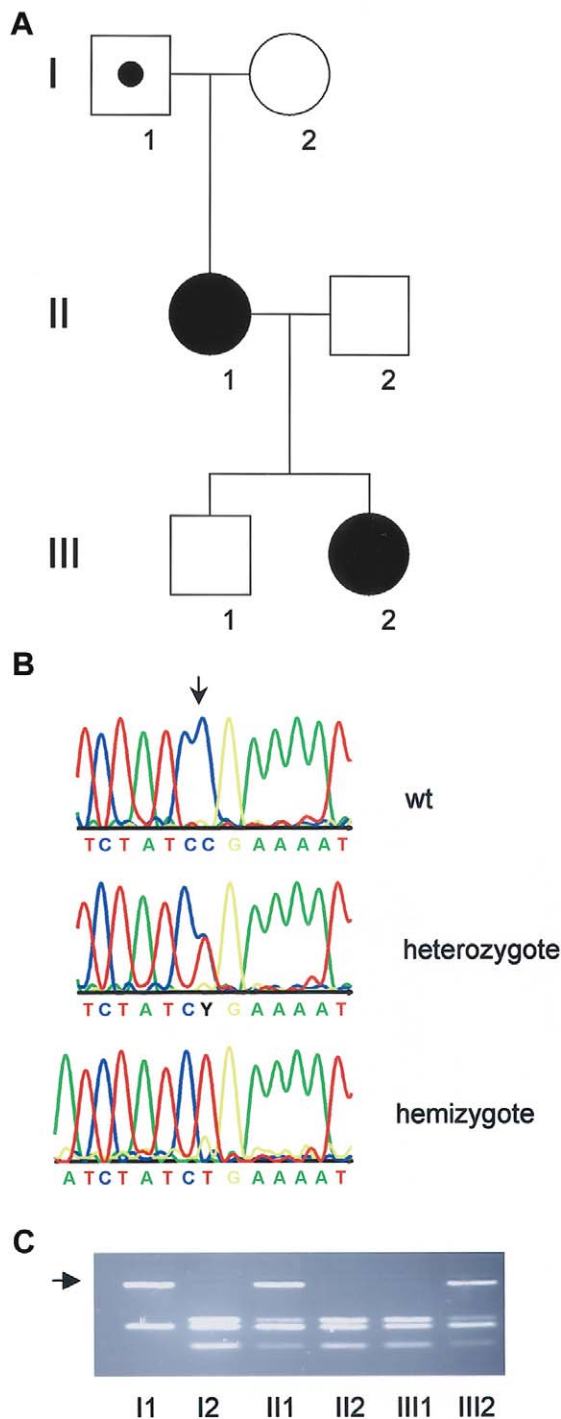 A
I
1 2
II
1 2
III
1 2
B
wt
TCTATCCGAAAAT
heterozygote
TCTATCYGAAAAT
hemizygote
ATCTATCTGAAAAT
C
I1 I2 II1 II2 III1 III2